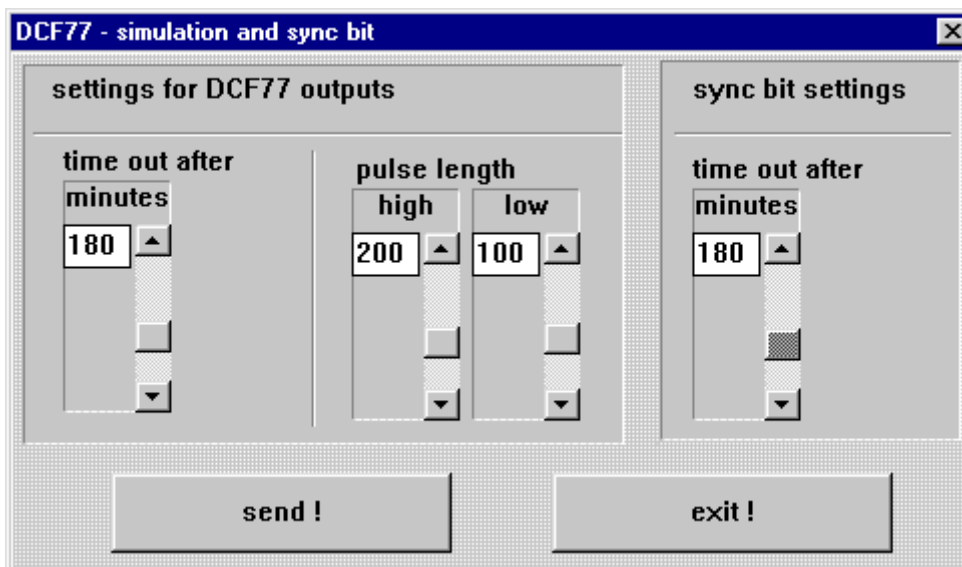 DCF77 - simulation and sync bit
settings for DCF77 outputs
time out after
minutes
180
pulse length
high low
200 100
sync bit settings
time out after
minutes
180
send !
exit !